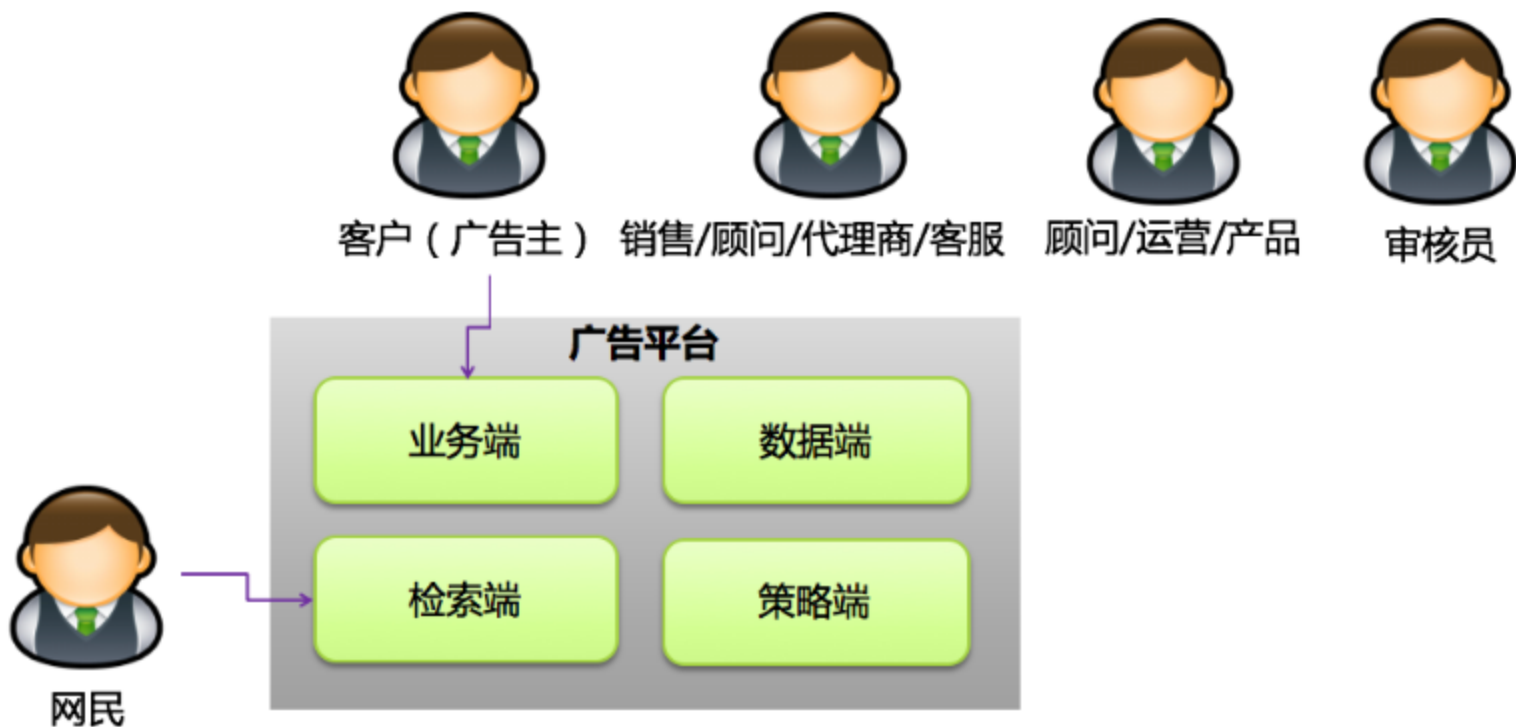 客户（广告主）
销售/顾问/代理商/客服
顾问/运营/产品
审核员
广告平台
业务端
数据端
检索端
策略端
网民